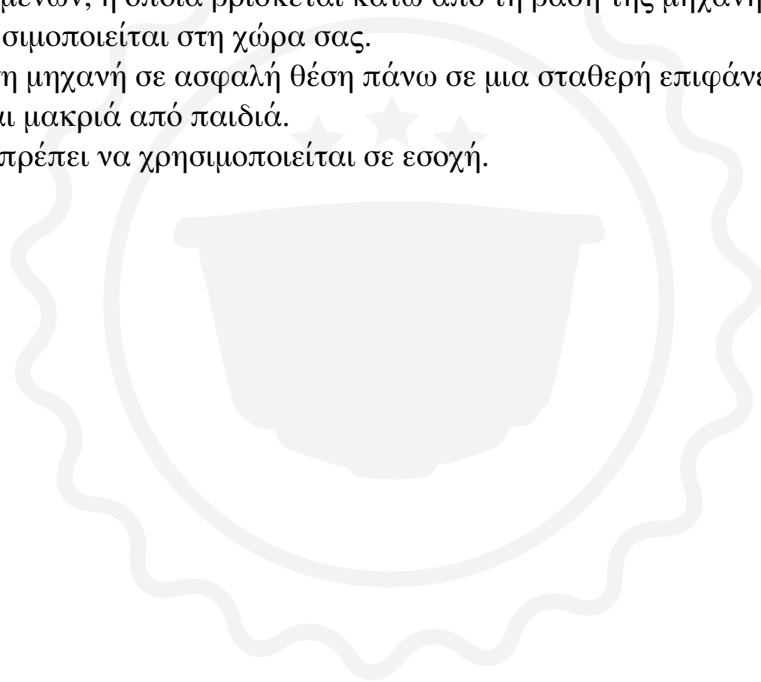 μένων, η οποία βρίσκεται κάτω από τη βάση της μηχανή
σιμοποιείται στη χώρα σας.
η μηχανή σε ασφαλή θέση πάνω σε μια σταθερή επιφάνε
αι μακριά από παιδιά.
πρέπει να χρησιμοποιείται σε εσοχή.